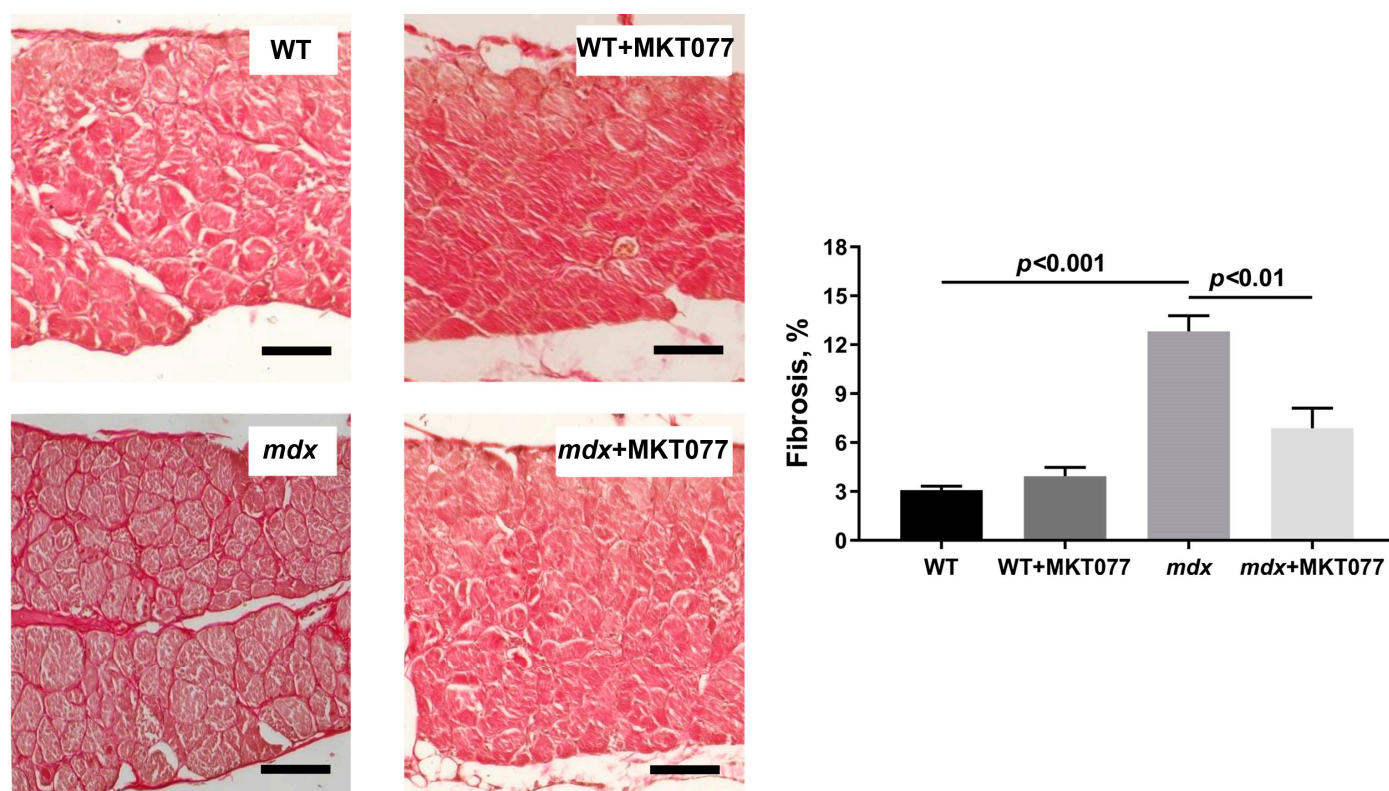 WT
WT+MKT077
mdx
mdx+MKT077
Fibrosis, %
18
15
12
9
6
3
0
p<0.001
p<0.01
WT
WT+MKT077
mdx
mdx+MKT077